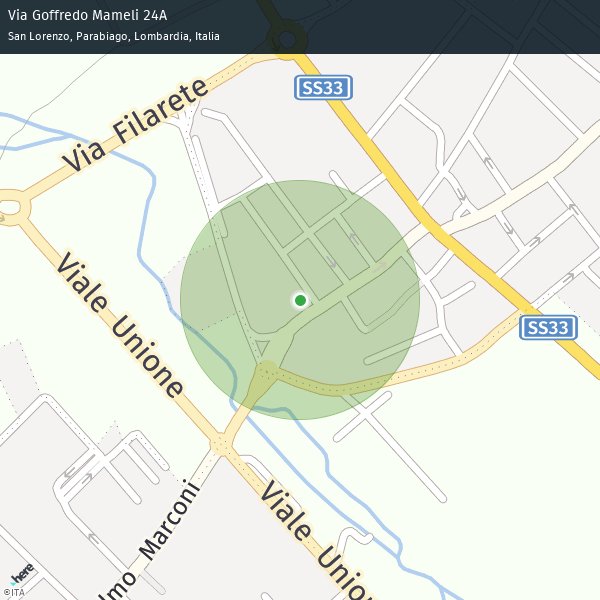 Via Goffredo Mameli 24A
San Lorenzo, Parabiago, Lombardia, Italia
SS33
Via Filarete
Viale Unione
SS33
lmo Marconi
Viale Unio
here
©ITA